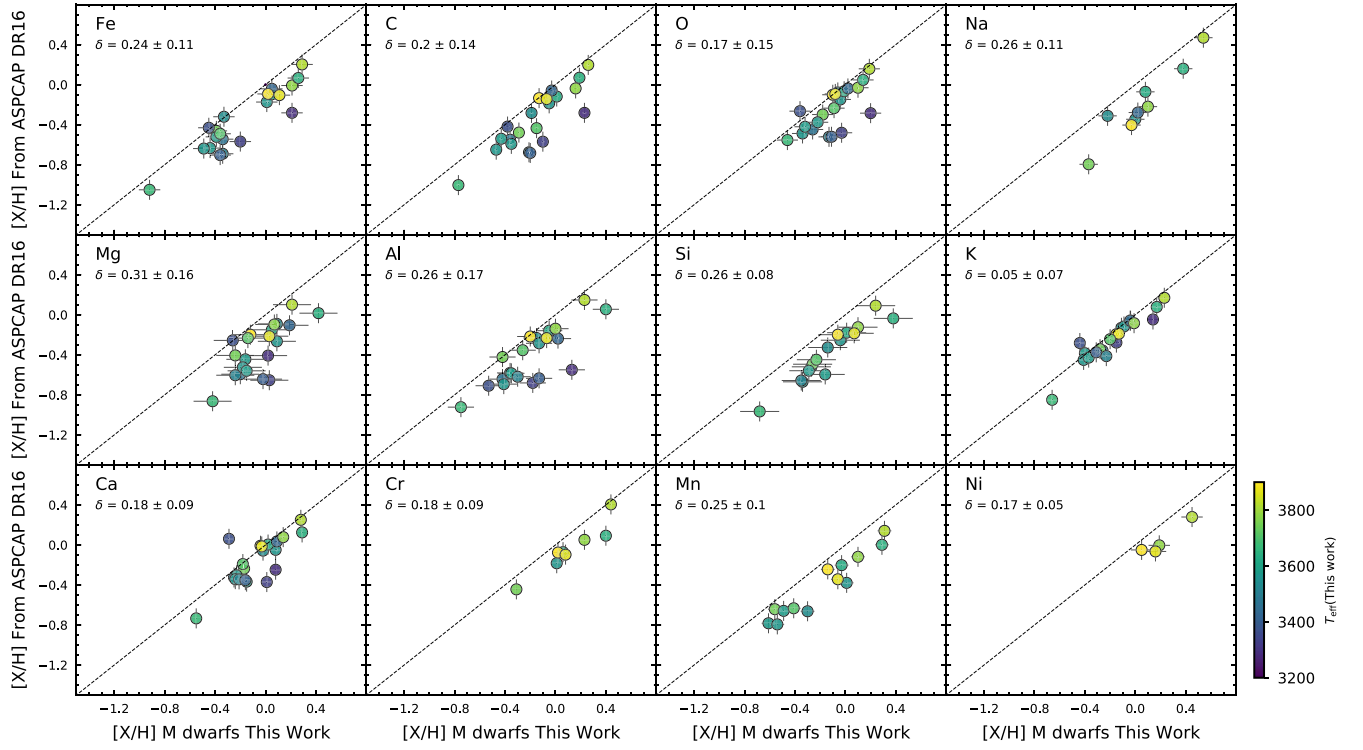 [X/H] From ASPCAP DR16
0.4
0.0
−0.4
−0.8
−1.2
Fe
δ = 0.24 ± 0.11
C
δ = 0.2 ± 0.14
O
δ = 0.17 ± 0.15
Na
δ = 0.26 ± 0.11
[X/H] From ASPCAP DR16
0.4
0.0
−0.4
−0.8
−1.2
Mg
δ = 0.31 ± 0.16
Al
δ = 0.26 ± 0.17
Si
δ = 0.26 ± 0.08
K
δ = 0.05 ± 0.07
[X/H] From ASPCAP DR16
0.4
0.0
−0.4
−0.8
−1.2
Ca
δ = 0.18 ± 0.09
Cr
δ = 0.18 ± 0.09
Mn
δ = 0.25 ± 0.1
Ni
δ = 0.17 ± 0.05
−1.2 −0.8 −0.4 0.0 0.4
−1.2 −0.8 −0.4 0.0 0.4
−1.2 −0.8 −0.4 0.0 0.4
−1.2 −0.8 −0.4 0.0 0.4
[X/H] M dwarfs This Work
[X/H] M dwarfs This Work
[X/H] M dwarfs This Work
[X/H] M dwarfs This Work
3800
3600
3400
3200
Teff(This work)